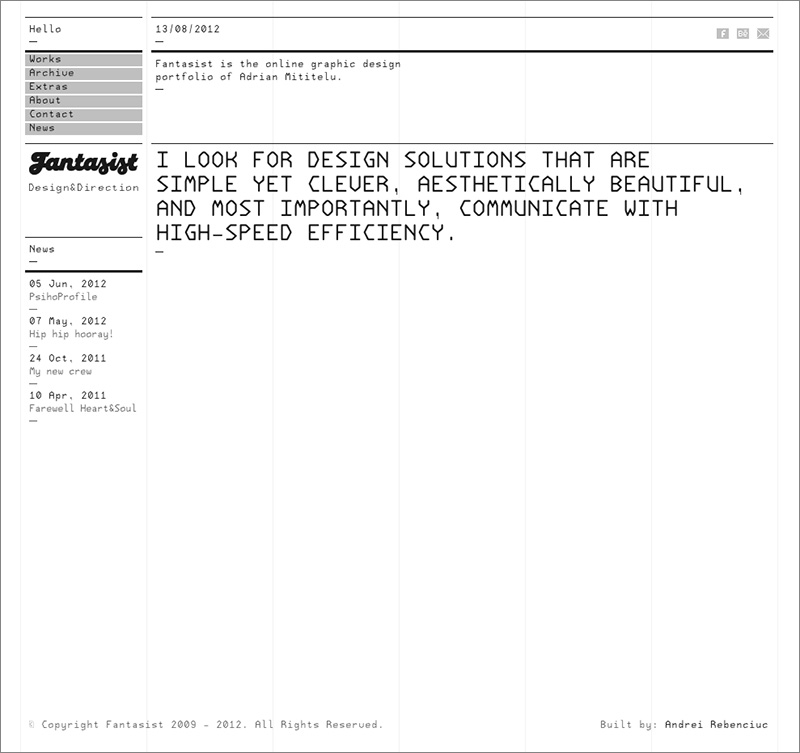 Hello
13/08/2012
Works
Archive
Extras
About
Contact
News
Fantasist is the online graphic design
portfolio of Adrian Mititelu.
Fantasist
Design&Direction
I LOOK FOR DESIGN SOLUTIONS THAT ARE
SIMPLE YET CLEVER, AESTHETICALLY BEAUTIFUL,
AND MOST IMPORTANTLY, COMMUNICATE WITH
HIGH-SPEED EFFICIENCY.
News
05 Jun, 2012
PsihoProfile
07 May, 2012
Hip hip hooray!
24 Oct, 2011
My new crew
10 Apr, 2011
Farewell Heart&Soul
© Copyright Fantasist 2009 - 2012. All Rights Reserved.
Built by: Andrei Rebenciuc